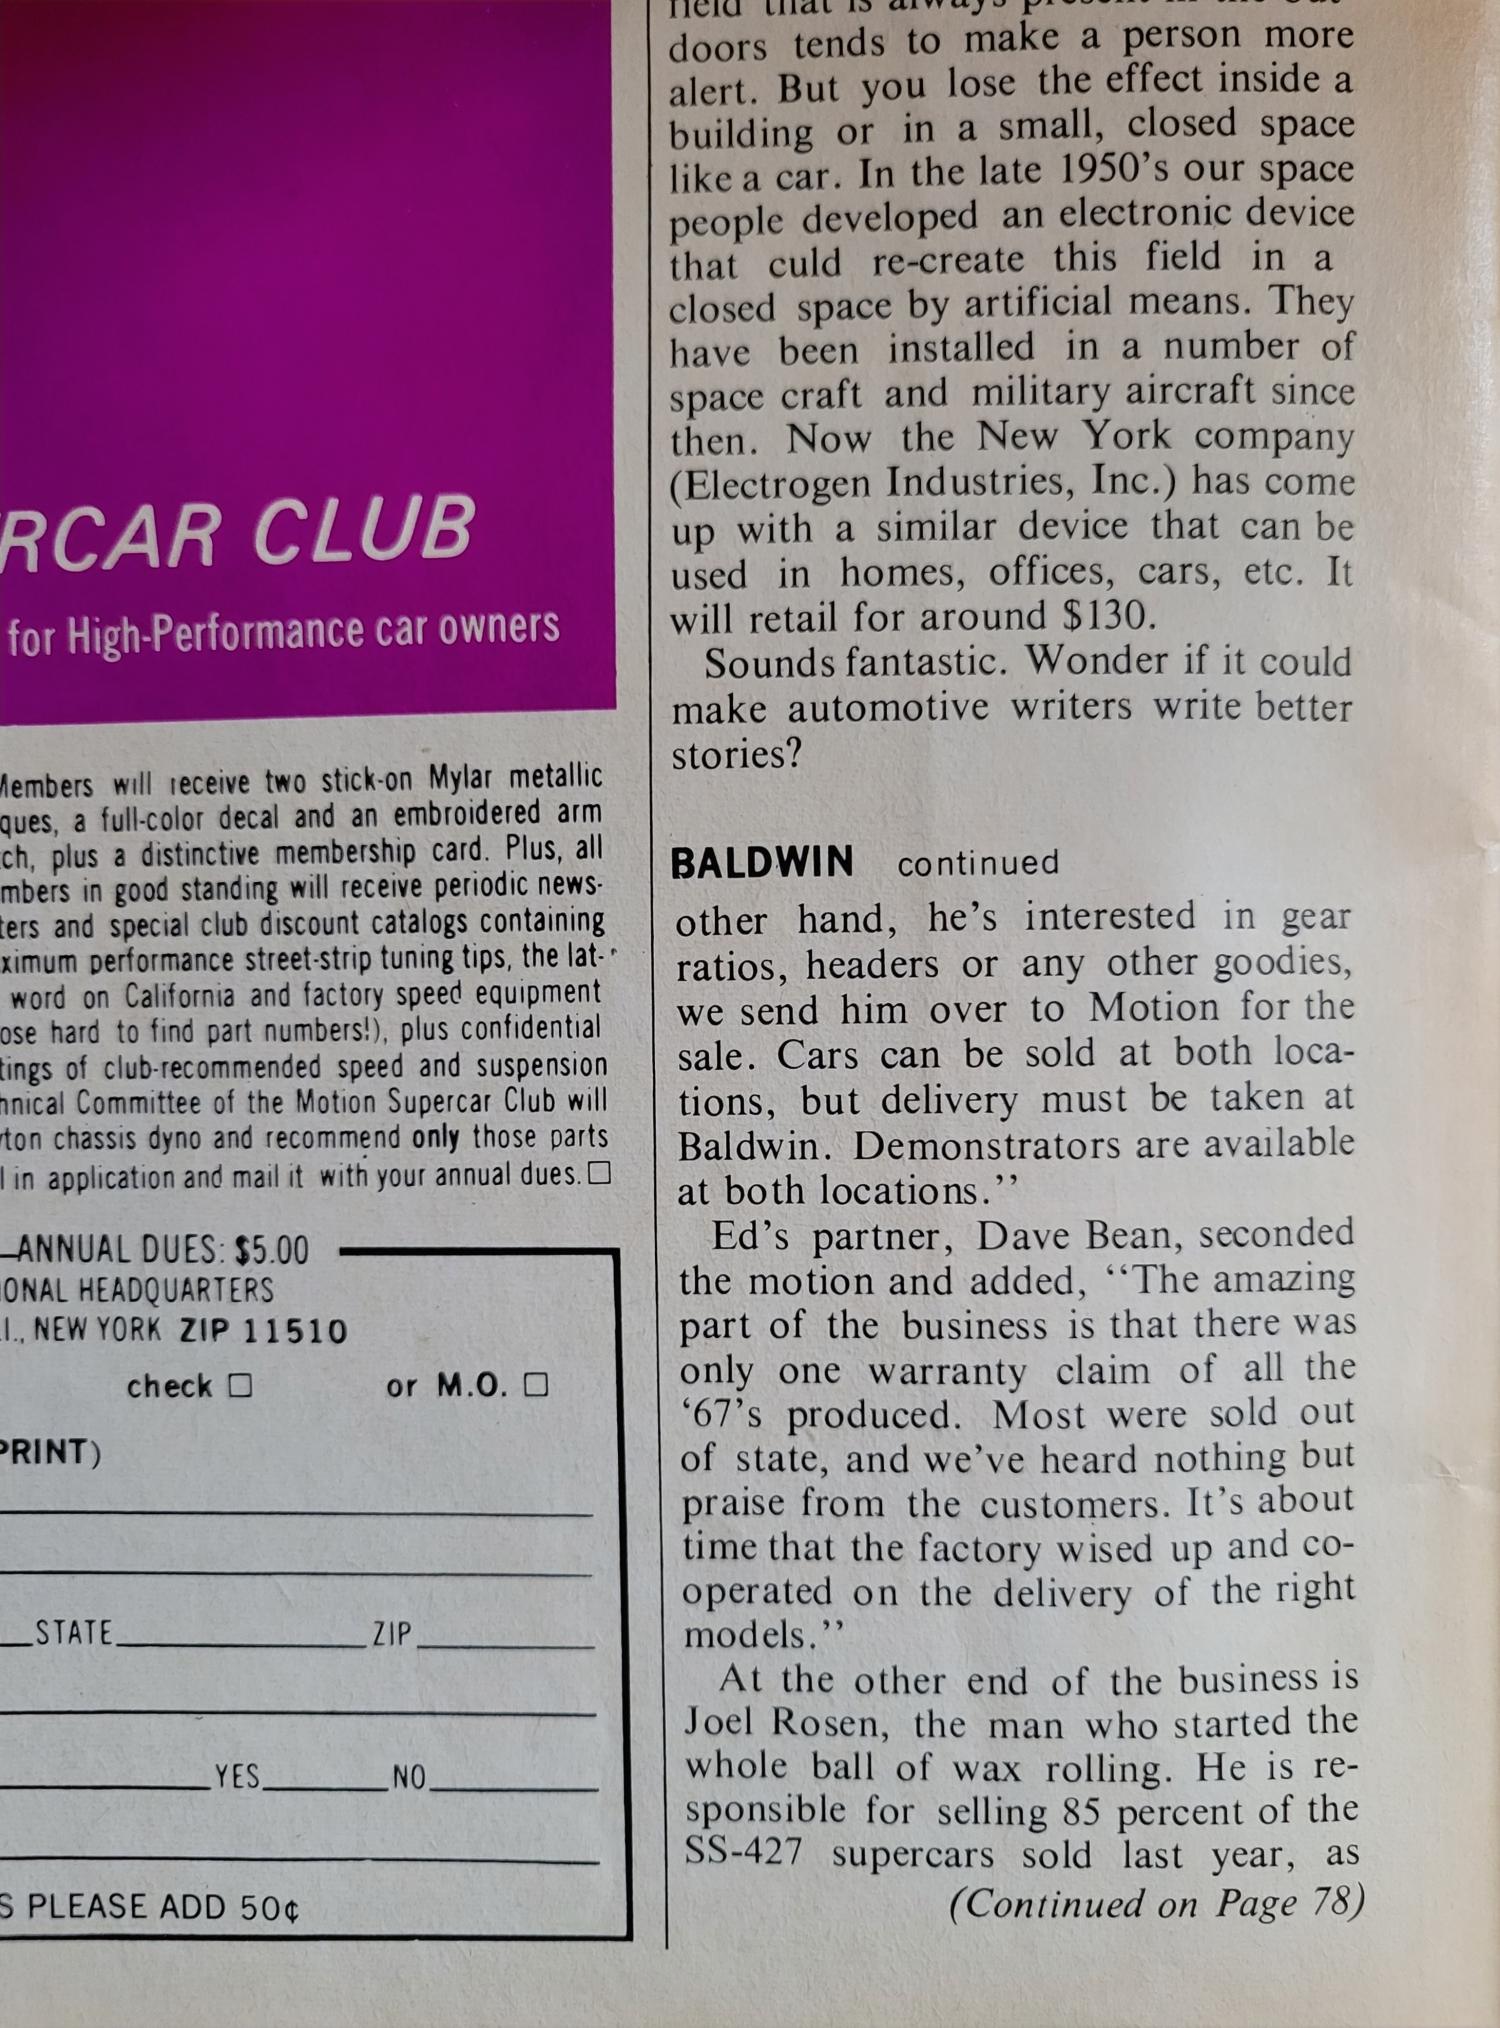 RCAR CLUB
for High-Performance car owners
Members will receive two stick-on Mylar metallic
ques, a full-color decal and an embroidered arm
ch, plus a distinctive membership card. Plus, all
mbers in good standing will receive periodic news-
ters and special club discount catalogs containing
ximum performance street-strip tuning tips, the lat-
word on California and factory speed equipment
ose hard to find part numbers!), plus confidential
tings of club-recommended speed and suspension
hnical Committee of the Motion Supercar Club will
ton chassis dyno and recommend only those parts
l in application and mail it with your annual dues. □
ANNUAL DUES: $5.00
ONAL HEADQUARTERS
.I., NEW YORK ZIP 11510
check □ or M.O. □
PRINT)
STATE ZIP
YES NO
S PLEASE ADD 50¢
field that is always present in the out-
doors tends to make a person more
alert. But you lose the effect inside a
building or in a small, closed space
like a car. In the late 1950's our space
people developed an electronic device
that culd re-create this field in a
closed space by artificial means. They
have been installed in a number of
space craft and military aircraft since
then. Now the New York company
(Electrogen Industries, Inc.) has come
up with a similar device that can be
used in homes, offices, cars, etc. It
will retail for around $130.
Sounds fantastic. Wonder if it could
make automotive writers write better
stories?
BALDWIN continued
other hand, he's interested in gear
ratios, headers or any other goodies,
we send him over to Motion for the
sale. Cars can be sold at both loca-
tions, but delivery must be taken at
Baldwin. Demonstrators are available
at both locations.''
Ed's partner, Dave Bean, seconded
the motion and added, ‘‘The amazing
part of the business is that there was
only one warranty claim of all the
‘67's produced. Most were sold out
of state, and we've heard nothing but
praise from the customers. It's about
time that the factory wised up and co-
operated on the delivery of the right
models.''
At the other end of the business is
Joel Rosen, the man who started the
whole ball of wax rolling. He is re-
sponsible for selling 85 percent of the
SS-427 supercars sold last year, as
(Continued on Page 78)